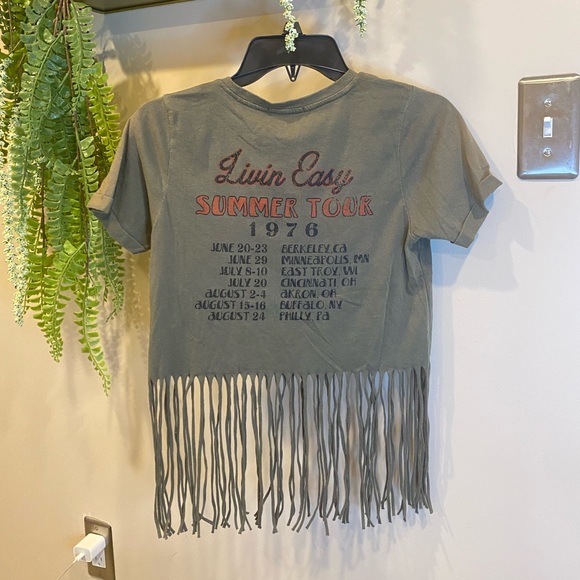 Livin Easy
SUMMER TOUR
1976
JUNE 20-23 BERKELEY, CA
JUNE 29 MINNEAPOLIS, MN
JULY 8-10 EAST TROY, WI
JULY 20 CINCINNATI, OH
AUGUST 2-4 AKRON, OH
AUGUST 15-16 BUFFALO, NY
AUGUST 24 PHILLY, PA